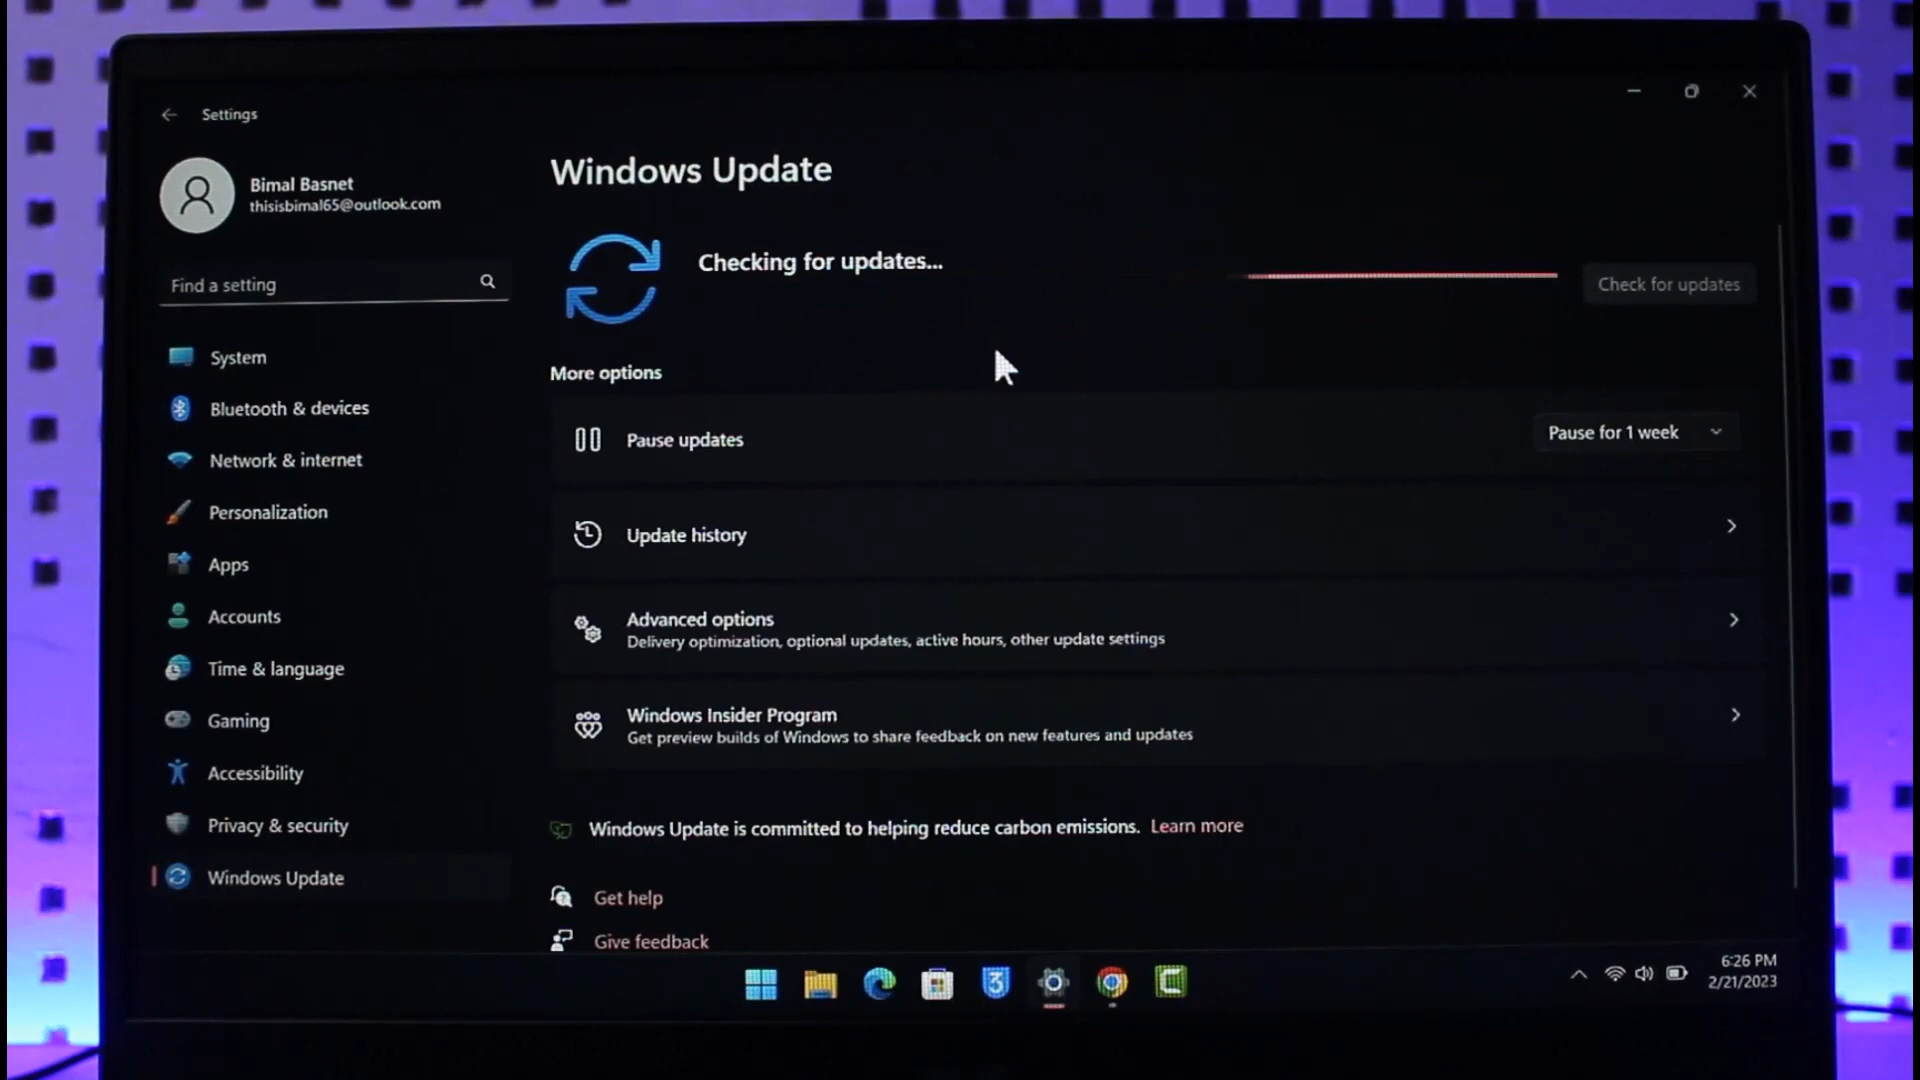 Settings
Bimal Basnet
thisisbimal65@outlook.com
Find a setting
System
Bluetooth & devices
Network & internet
Personalization
Apps
Accounts
Time & language
Gaming
Accessibility
Privacy & security
Windows Update
Windows Update
Checking for updates...
Check for updates
More options
Pause updates
Pause for 1 week
Update history
Advanced options
Delivery optimization, optional updates, active hours, other update settings
Windows Insider Program
Get preview builds of Windows to share feedback on new features and updates
Windows Update is committed to helping reduce carbon emissions. Learn more
Get help
Give feedback
3
6:26 PM
2/21/2023